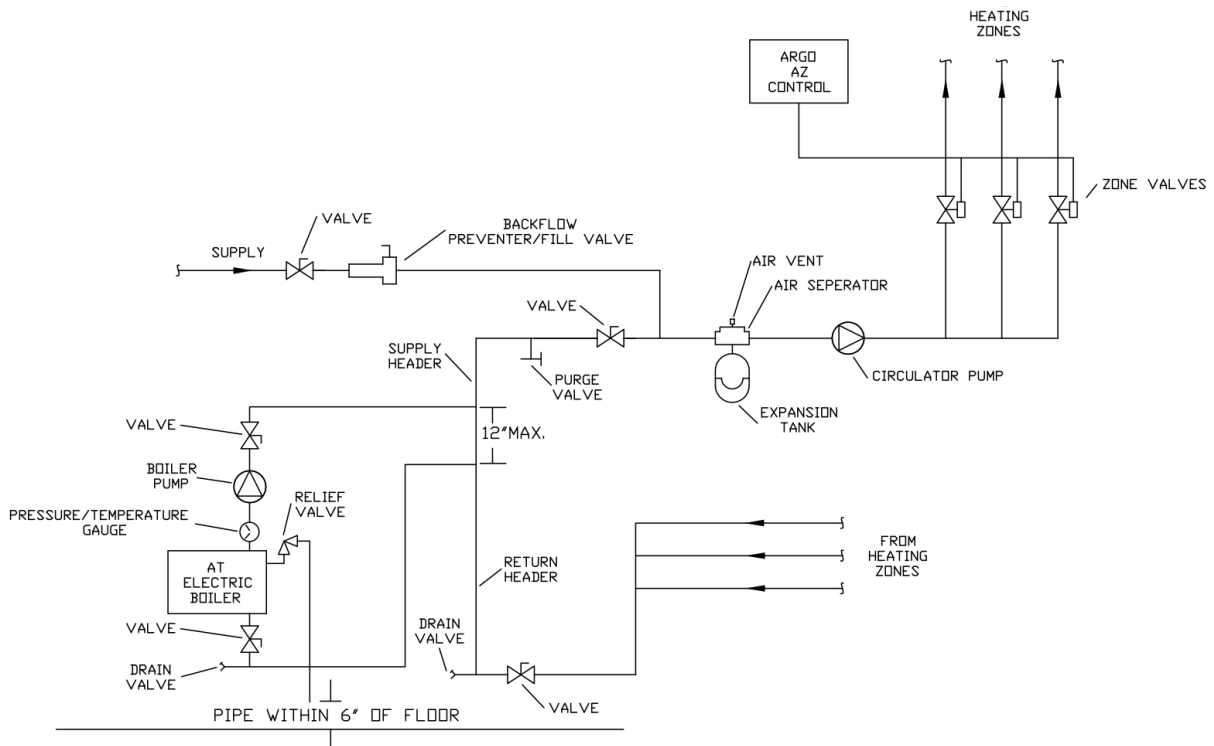 HEATING
ZONES
ARGO
AZ
CONTROL
ZONE VALVES
VALVE
BACKFLOW
PREVENTER/FILL VALVE
SUPPLY
AIR VENT
AIR SEPERATOR
VALVE
SUPPLY
HEADER
PURGE
VALVE
CIRCULATOR PUMP
EXPANSION
TANK
VALVE
12"MAX.
BOILER
PUMP
RELIEF
VALVE
PRESSURE/TEMPERATURE
GAUGE
FROM
HEATING
ZONES
AT
ELECTRIC
BOILER
RETURN
HEADER
VALVE
DRAIN
VALVE
DRAIN
VALVE
VALVE
PIPE WITHIN 6" OF FLOOR